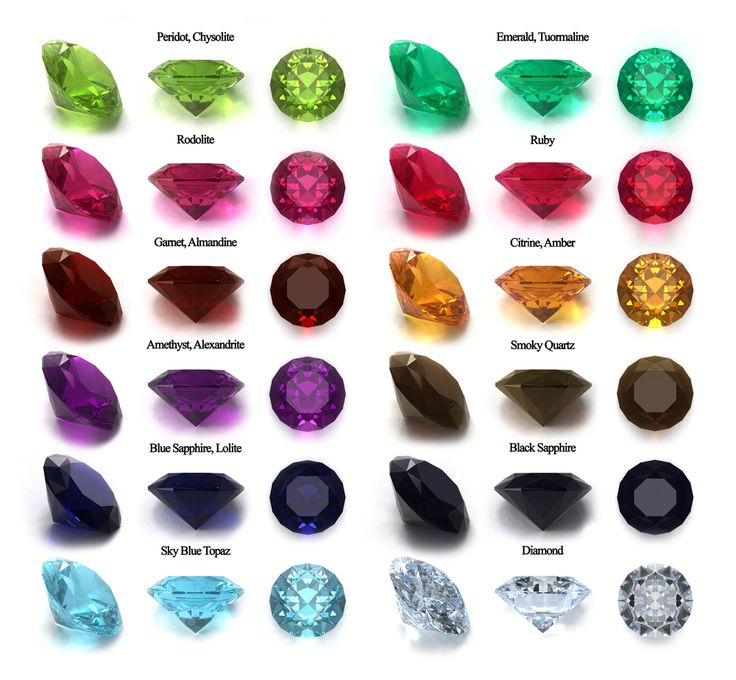 Peridot, Chysolite
Emerald, Tuormaline
Rodolite
Ruby
Garnet, Almandine
Citrine, Amber
Amethyst, Alexandrite
Smoky Quartz
Blue Sapphire, Lolite
Black Sapphire
Sky Blue Topaz
Diamond